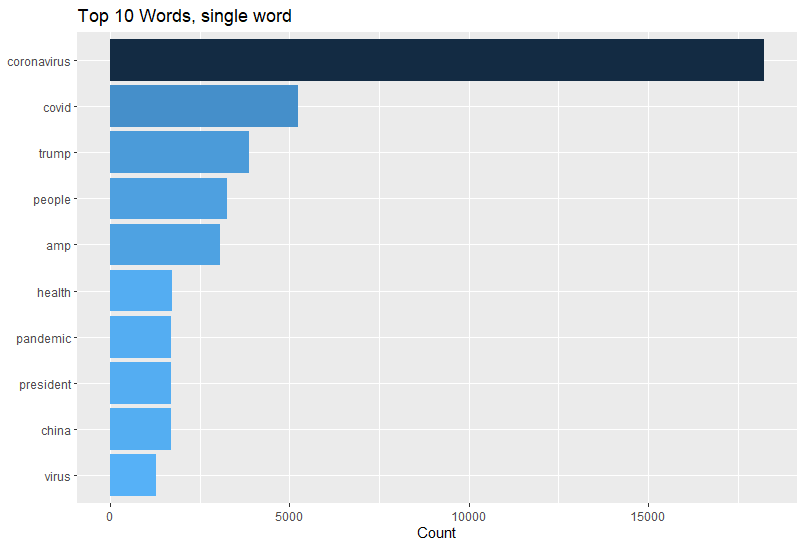 Top 10 Words, single word
coronavirus
covid
trump
people
amp
health
pandemic
president
china
virus
0 5000 10000 15000
Count